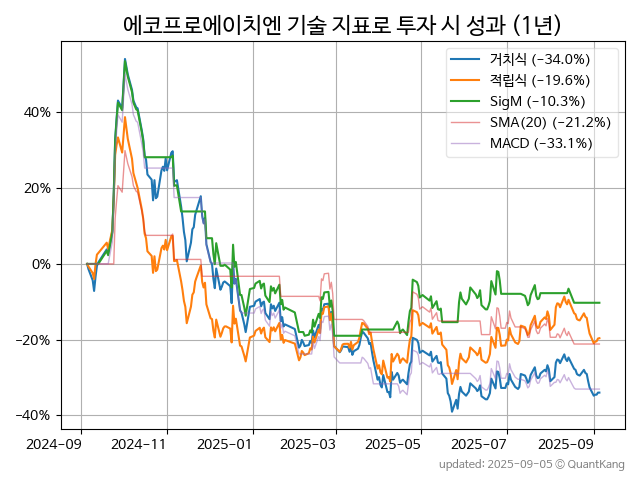 에코프로에이치엔 기술 지표로 투자 시 성과 (1년)
거치식 (−34.0%)
적립식 (−19.6%)
SigM (−10.3%)
SMA(20) (−21.2%)
MACD (−33.1%)
40%
20%
0%
−20%
−40%
2024−09 2024−11 2025−01 2025−03 2025−05 2025−07 2025−09
updated: 2025-09-05 © QuantKang